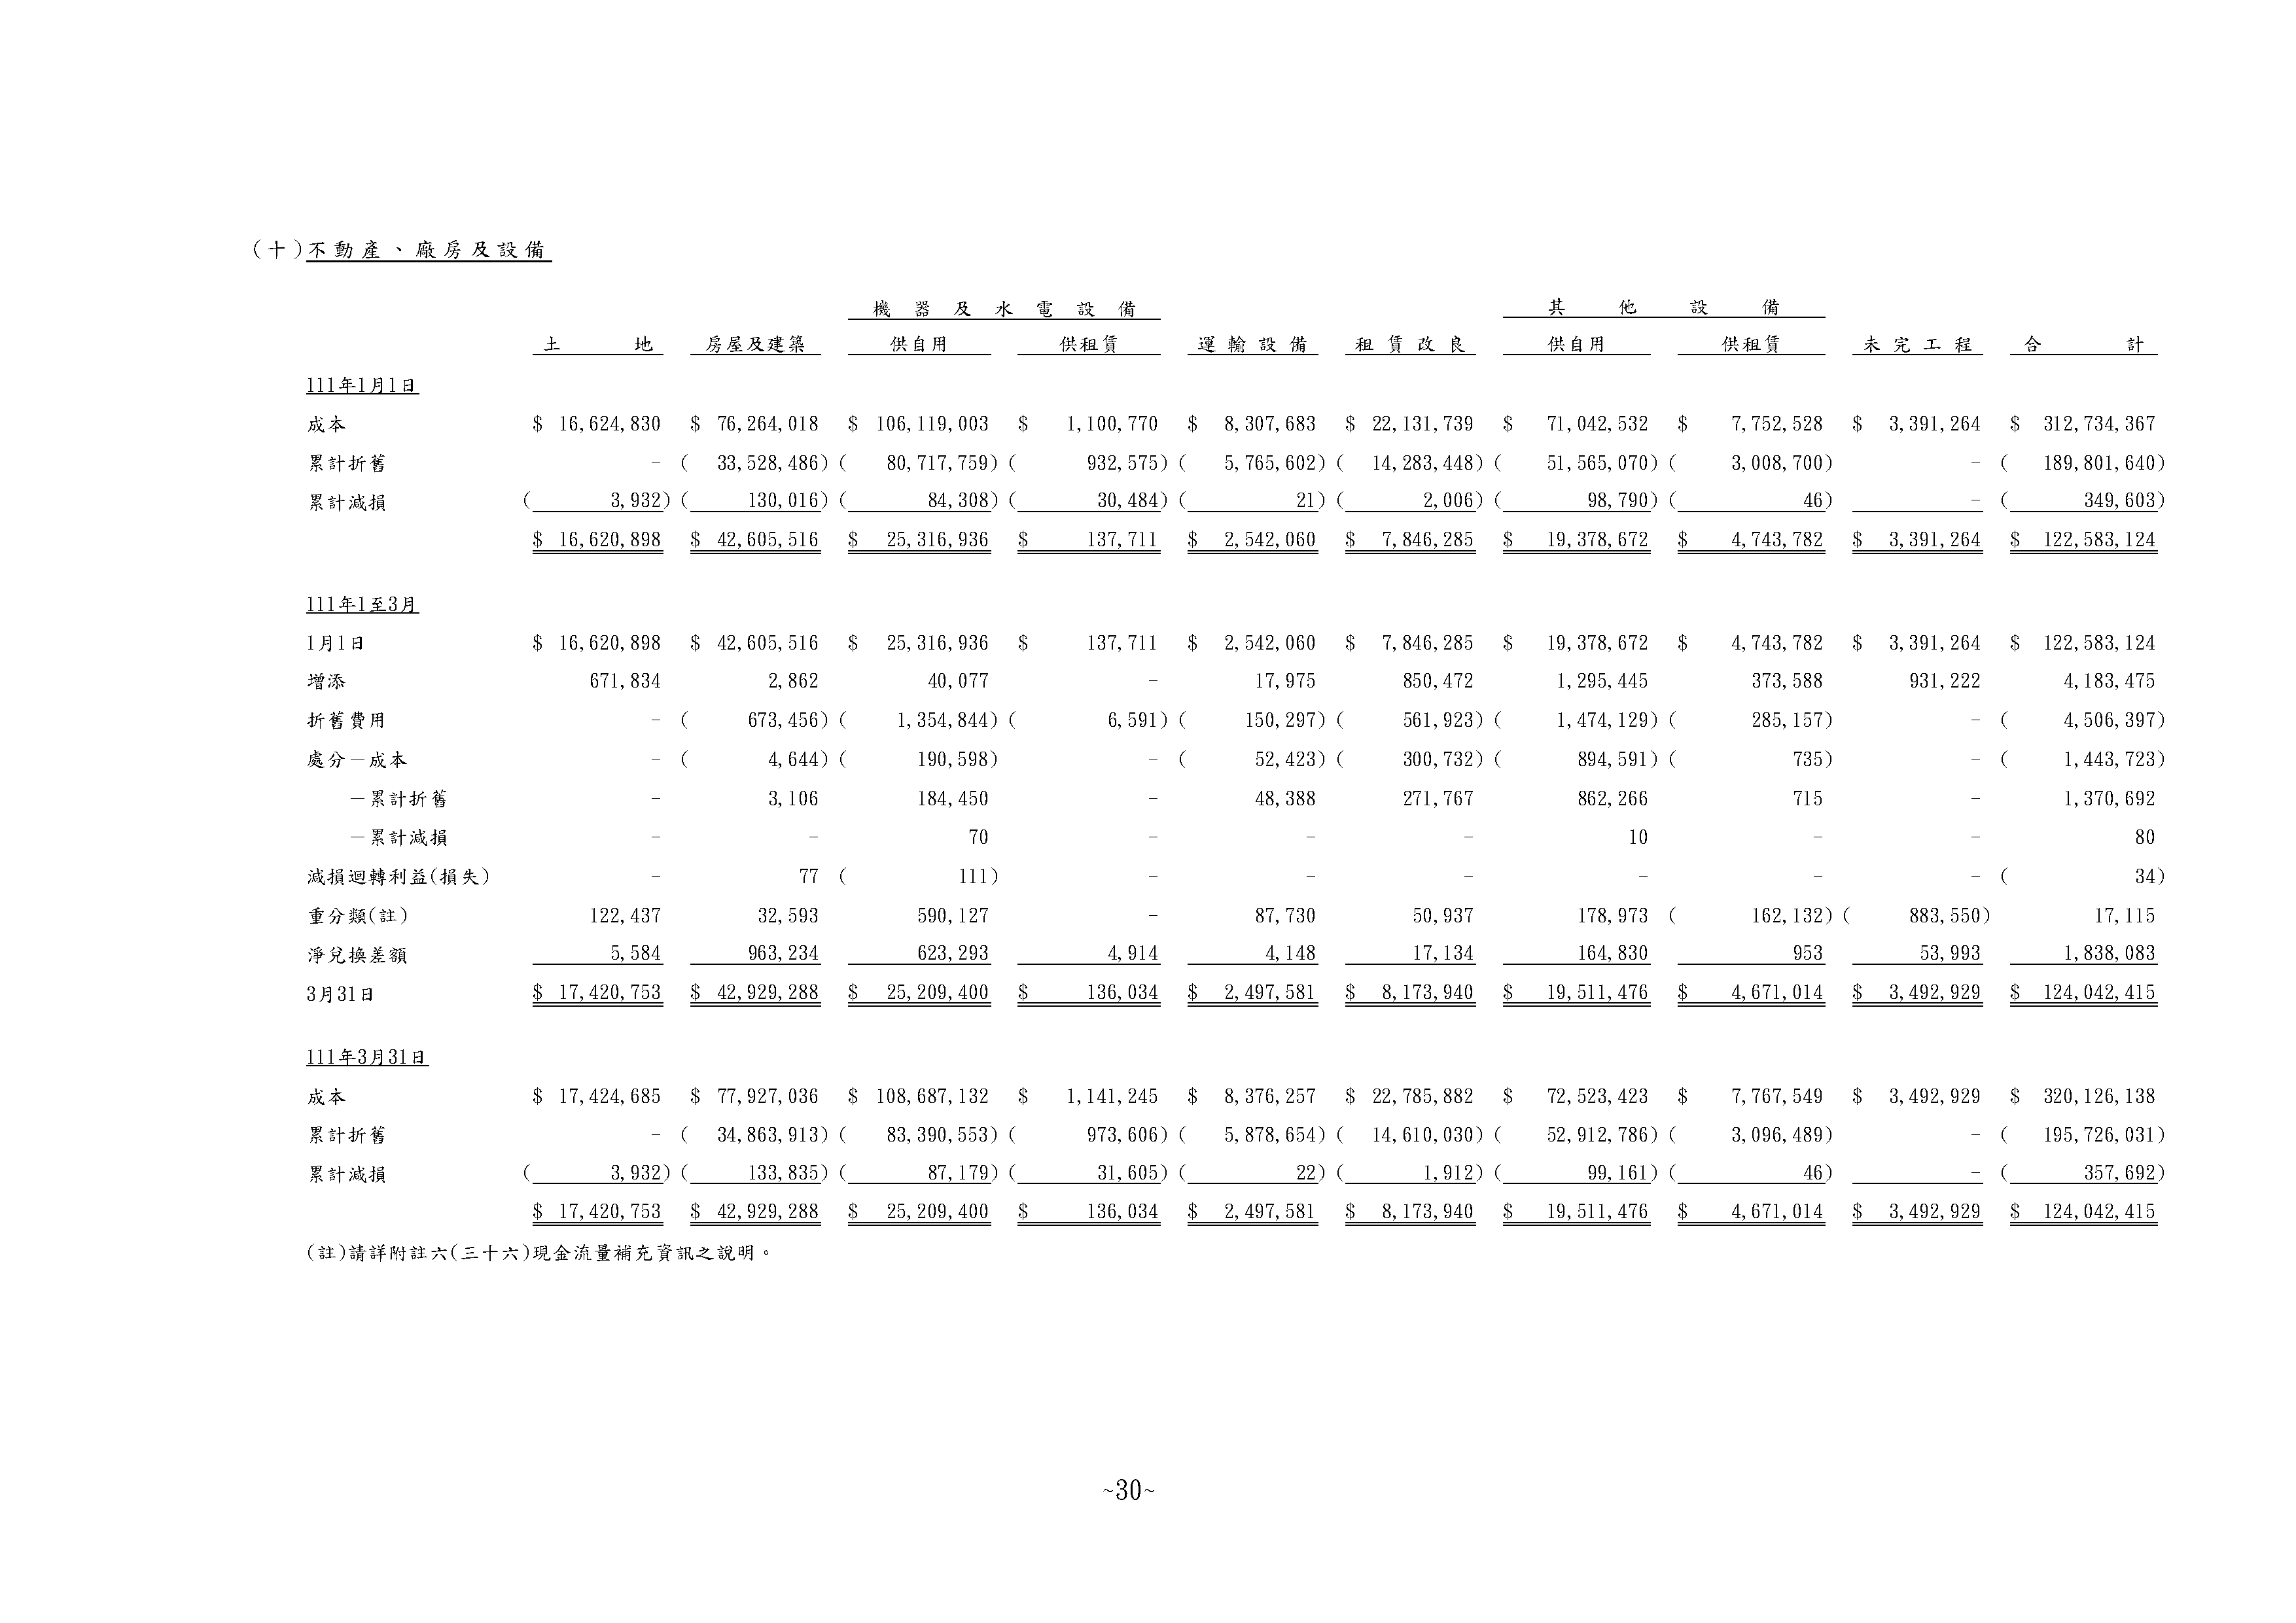 (十)不動產、廠房及設備
機器及水電設備 其他設備
土地 房屋及建築 供自用 供租賃 運輸設備 租賃改良 供自用 供租賃 未完工程 合計
111年1月1日
成本 $ 16,624,830 $ 76,264,018 $ 106,119,003 $ 1,100,770 $ 8,307,683 $ 22,131,739 $ 71,042,532 $ 7,752,528 $ 3,391,264 $ 312,734,367
累計折舊 - ( 33,528,486) ( 80,717,759) ( 932,575) ( 5,765,602) ( 14,283,448) ( 51,565,070) ( 3,008,700) - ( 189,801,640)
累計減損 ( 3,932) ( 130,016) ( 84,308) ( 30,484) ( 21) ( 2,006) ( 98,790) ( 46) - ( 349,603)
$ 16,620,898 $ 42,605,516 $ 25,316,936 $ 137,711 $ 2,542,060 $ 7,846,285 $ 19,378,672 $ 4,743,782 $ 3,391,264 $ 122,583,124
111年1至3月
1月1日 $ 16,620,898 $ 42,605,516 $ 25,316,936 $ 137,711 $ 2,542,060 $ 7,846,285 $ 19,378,672 $ 4,743,782 $ 3,391,264 $ 122,583,124
增添 671,834 2,862 40,077 - 17,975 850,472 1,295,445 373,588 931,222 4,183,475
折舊費用 - ( 673,456) ( 1,354,844) ( 6,591) ( 150,297) ( 561,923) ( 1,474,129) ( 285,157) - ( 4,506,397)
處分－成本 - ( 4,644) ( 190,598) - ( 52,423) ( 300,732) ( 894,591) ( 735) - ( 1,443,723)
－累計折舊 - 3,106 184,450 - 48,388 271,767 862,266 715 - 1,370,692
－累計減損 - - 70 - - - 10 - - 80
減損迴轉利益(損失) - 77 ( 111) - - - - - - ( 34)
重分類(註) 122,437 32,593 590,127 - 87,730 50,937 178,973 ( 162,132) ( 883,550) 17,115
淨兌換差額 5,584 963,234 623,293 4,914 4,148 17,134 164,830 953 53,993 1,838,083
3月31日 $ 17,420,753 $ 42,929,288 $ 25,209,400 $ 136,034 $ 2,497,581 $ 8,173,940 $ 19,511,476 $ 4,671,014 $ 3,492,929 $ 124,042,415
111年3月31日
成本 $ 17,424,685 $ 77,927,036 $ 108,687,132 $ 1,141,245 $ 8,376,257 $ 22,785,882 $ 72,523,423 $ 7,767,549 $ 3,492,929 $ 320,126,138
累計折舊 - ( 34,863,913) ( 83,390,553) ( 973,606) ( 5,878,654) ( 14,610,030) ( 52,912,786) ( 3,096,489) - ( 195,726,031)
累計減損 ( 3,932) ( 133,835) ( 87,179) ( 31,605) ( 22) ( 1,912) ( 99,161) ( 46) - ( 357,692)
$ 17,420,753 $ 42,929,288 $ 25,209,400 $ 136,034 $ 2,497,581 $ 8,173,940 $ 19,511,476 $ 4,671,014 $ 3,492,929 $ 124,042,415
(註)請詳附註六(三十六)現金流量補充資訊之說明。
~30~